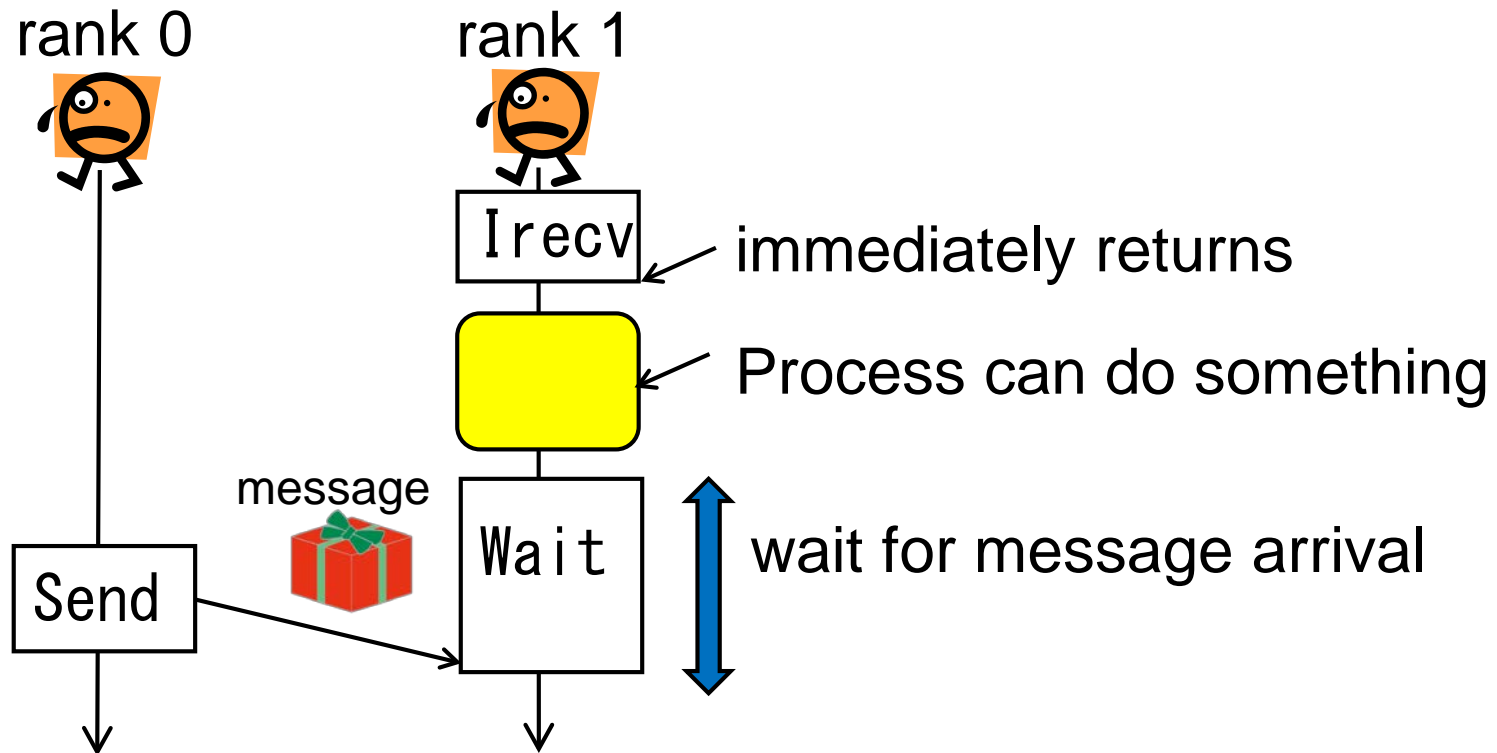 rank 0
rank 1
Irecv
immediately returns
Process can do something
message
Wait
wait for message arrival
Send